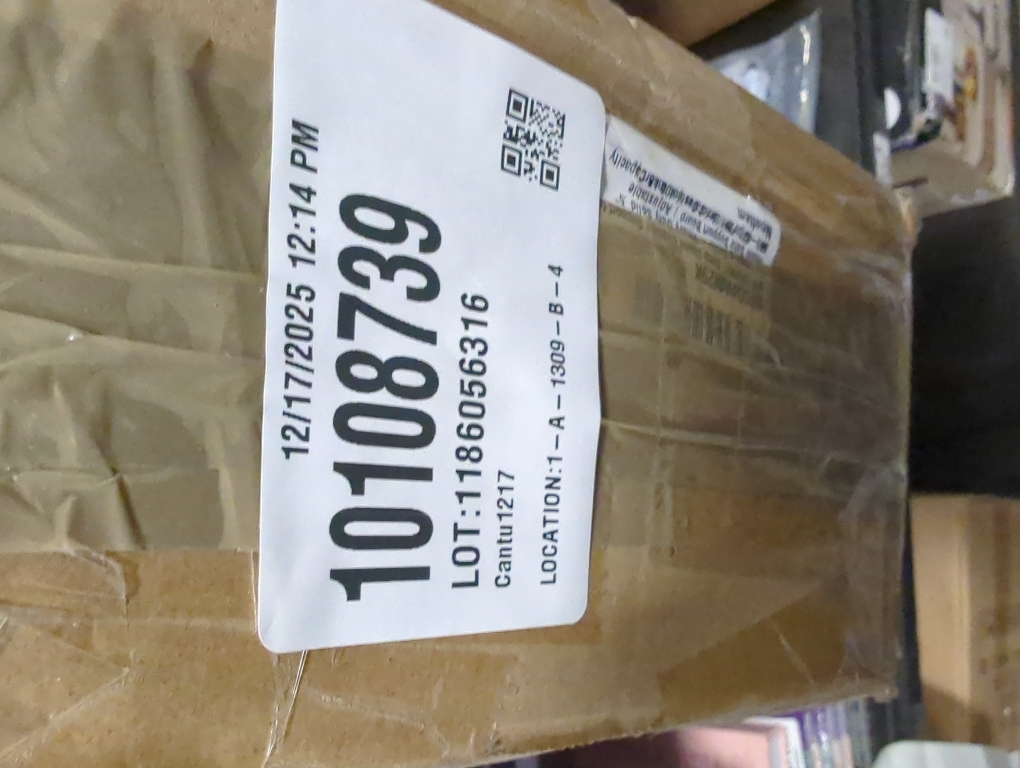 12/17/2025 12:14 PM
10108739
LOT:1186056316
Cantu1217
LOCATION:1-A-1309-B-4
Capacity
Adjustable